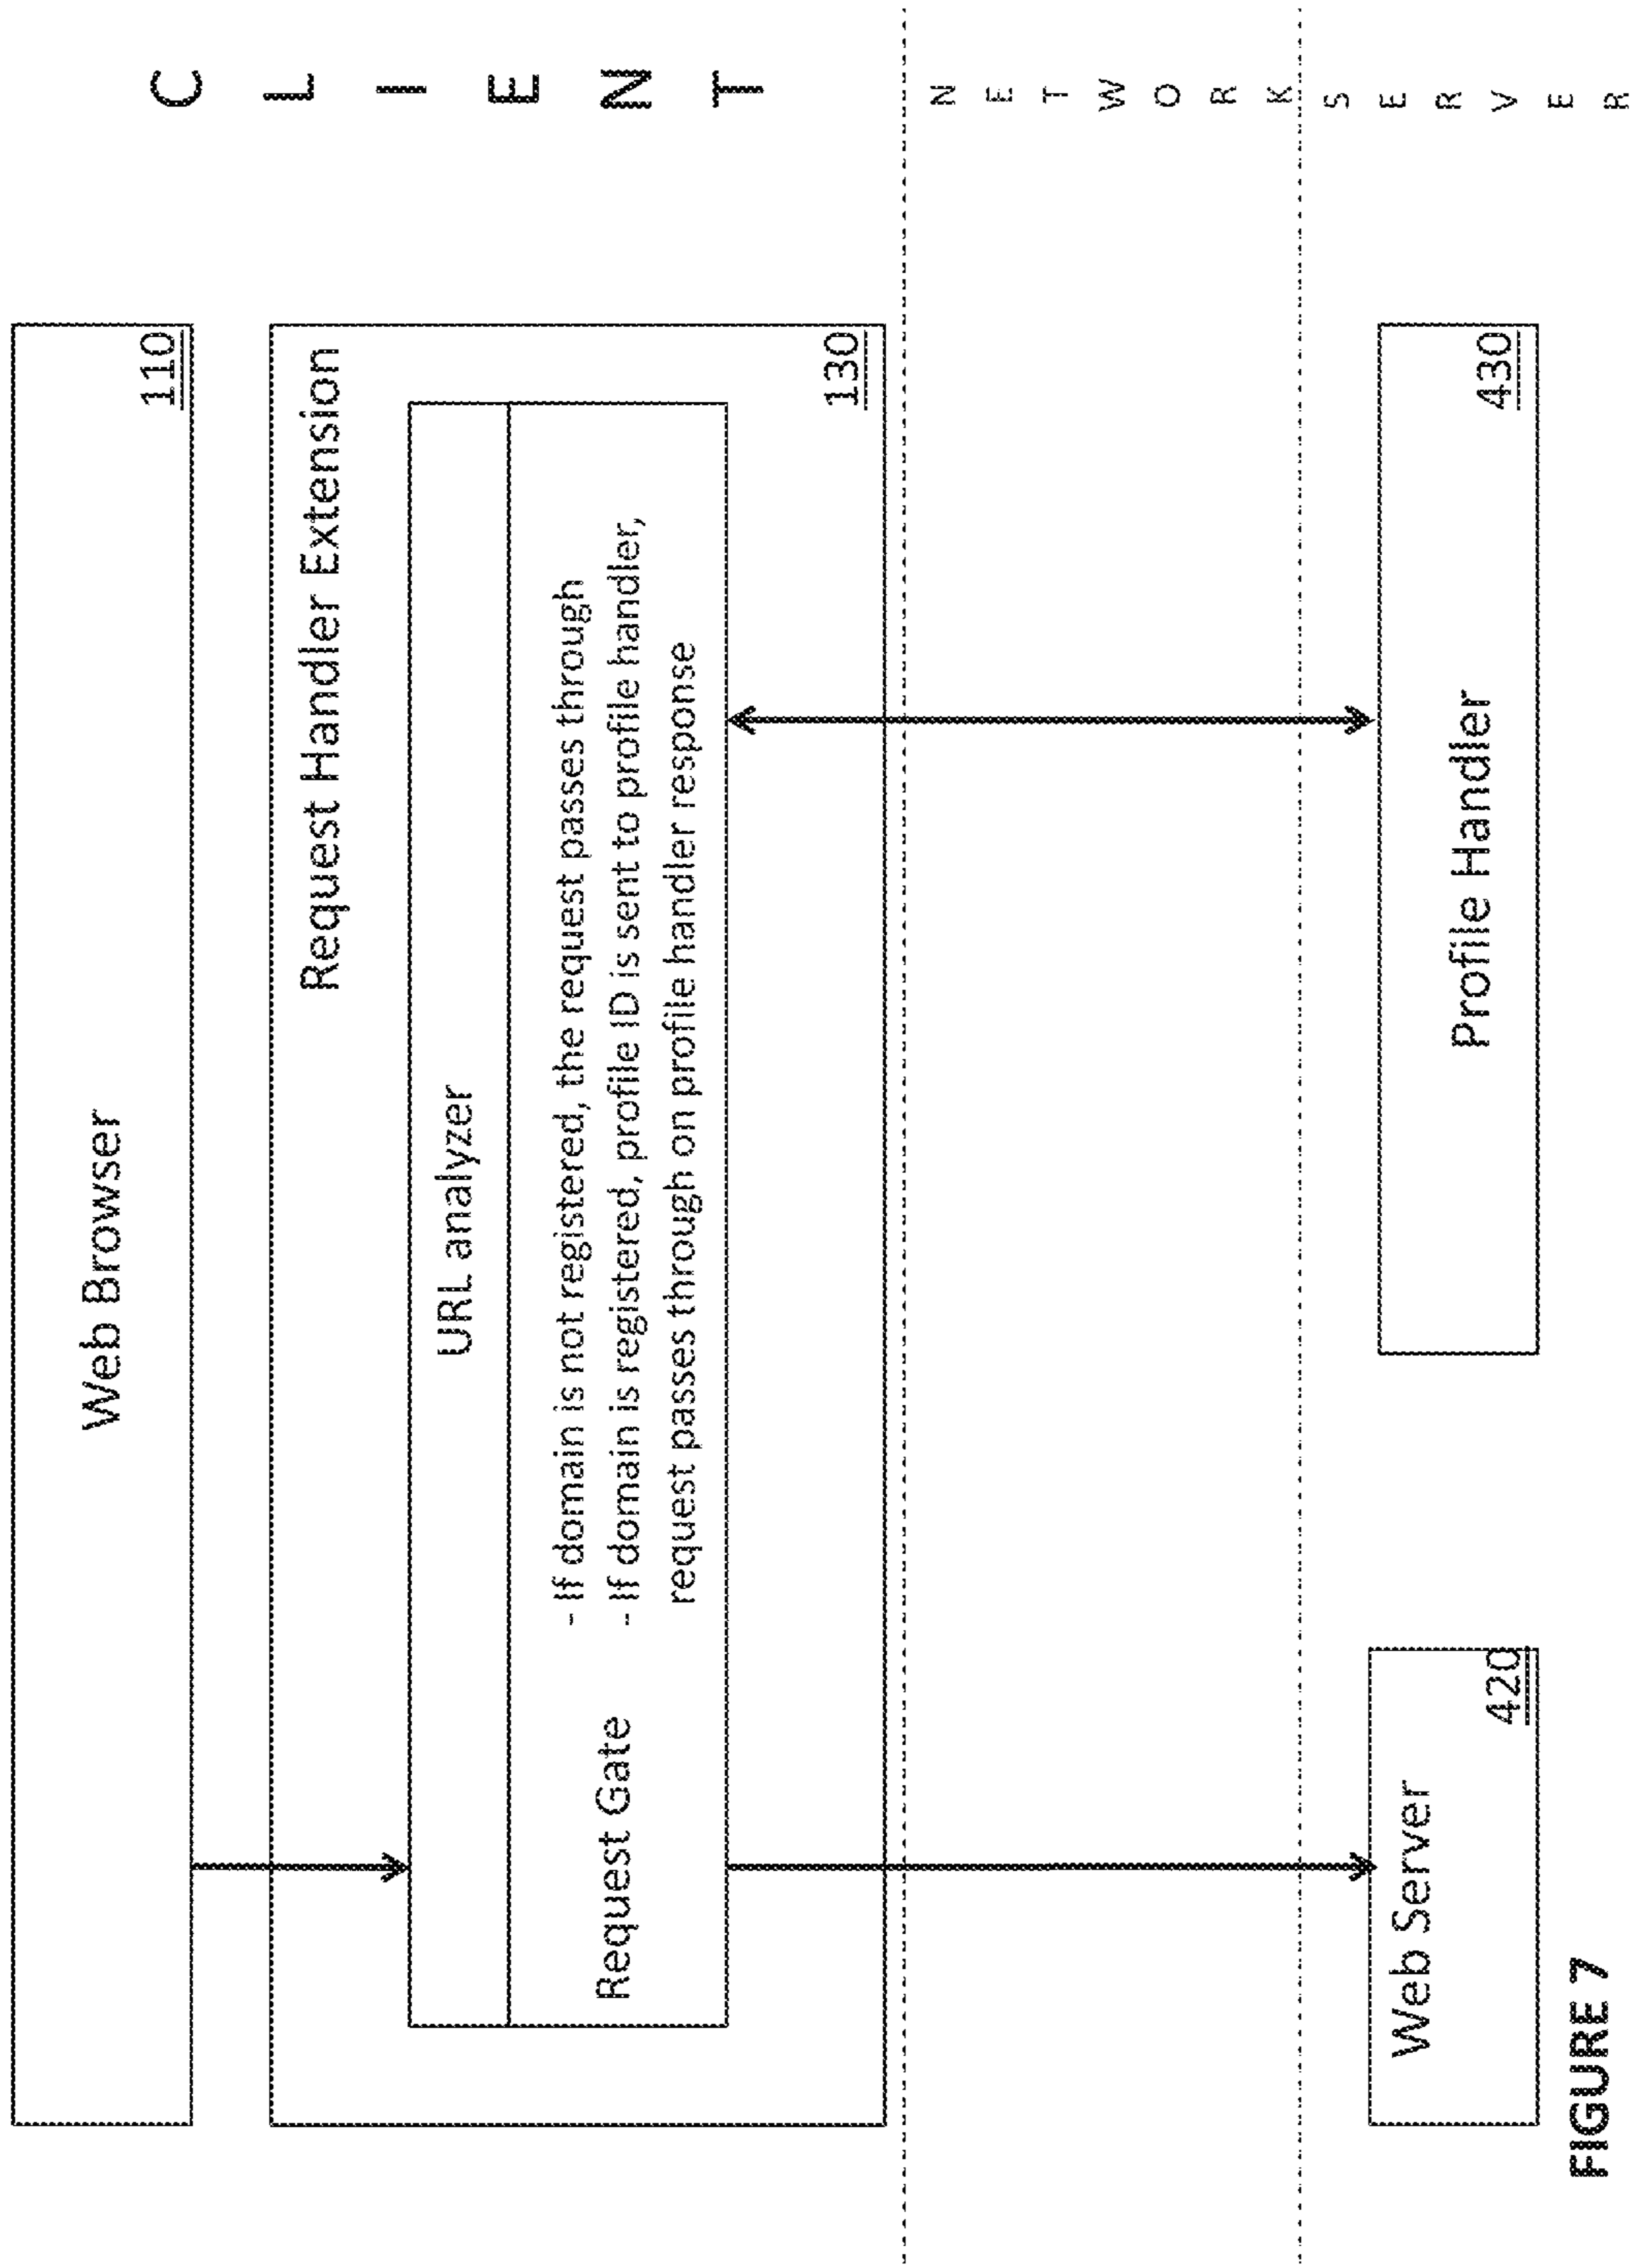 Web Browser
110
CLIENT
Request Handler Extension
URL analyzer
Request Gate
- If domain is not registered, the request passes through
- If domain is registered, profile ID is sent to profile handler,
request passes through on profile handler response
130
NETWORK
SERVER
Web Server
420
Profile Handler
430
FIGURE 7